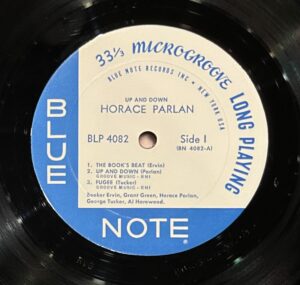 33⅓ MICROGROOVE LONG PLAYING
BLUE NOTE RECORDS INC • NEW YORK USA
UP AND DOWN
HORACE PARLAN
BLP 4082 Side 1
(BN 4082-A)
1. THE BOOK'S BEAT (Ervin)
2. UP AND DOWN (Parlan)
GROOVE MUSIC - BMI
3. FUGEE (Tucker)
GROOVE MUSIC - BMI
Booker Ervin, Grant Green, Horace Parlan,
George Tucker, Al Harewood.
BLUE
NOTE